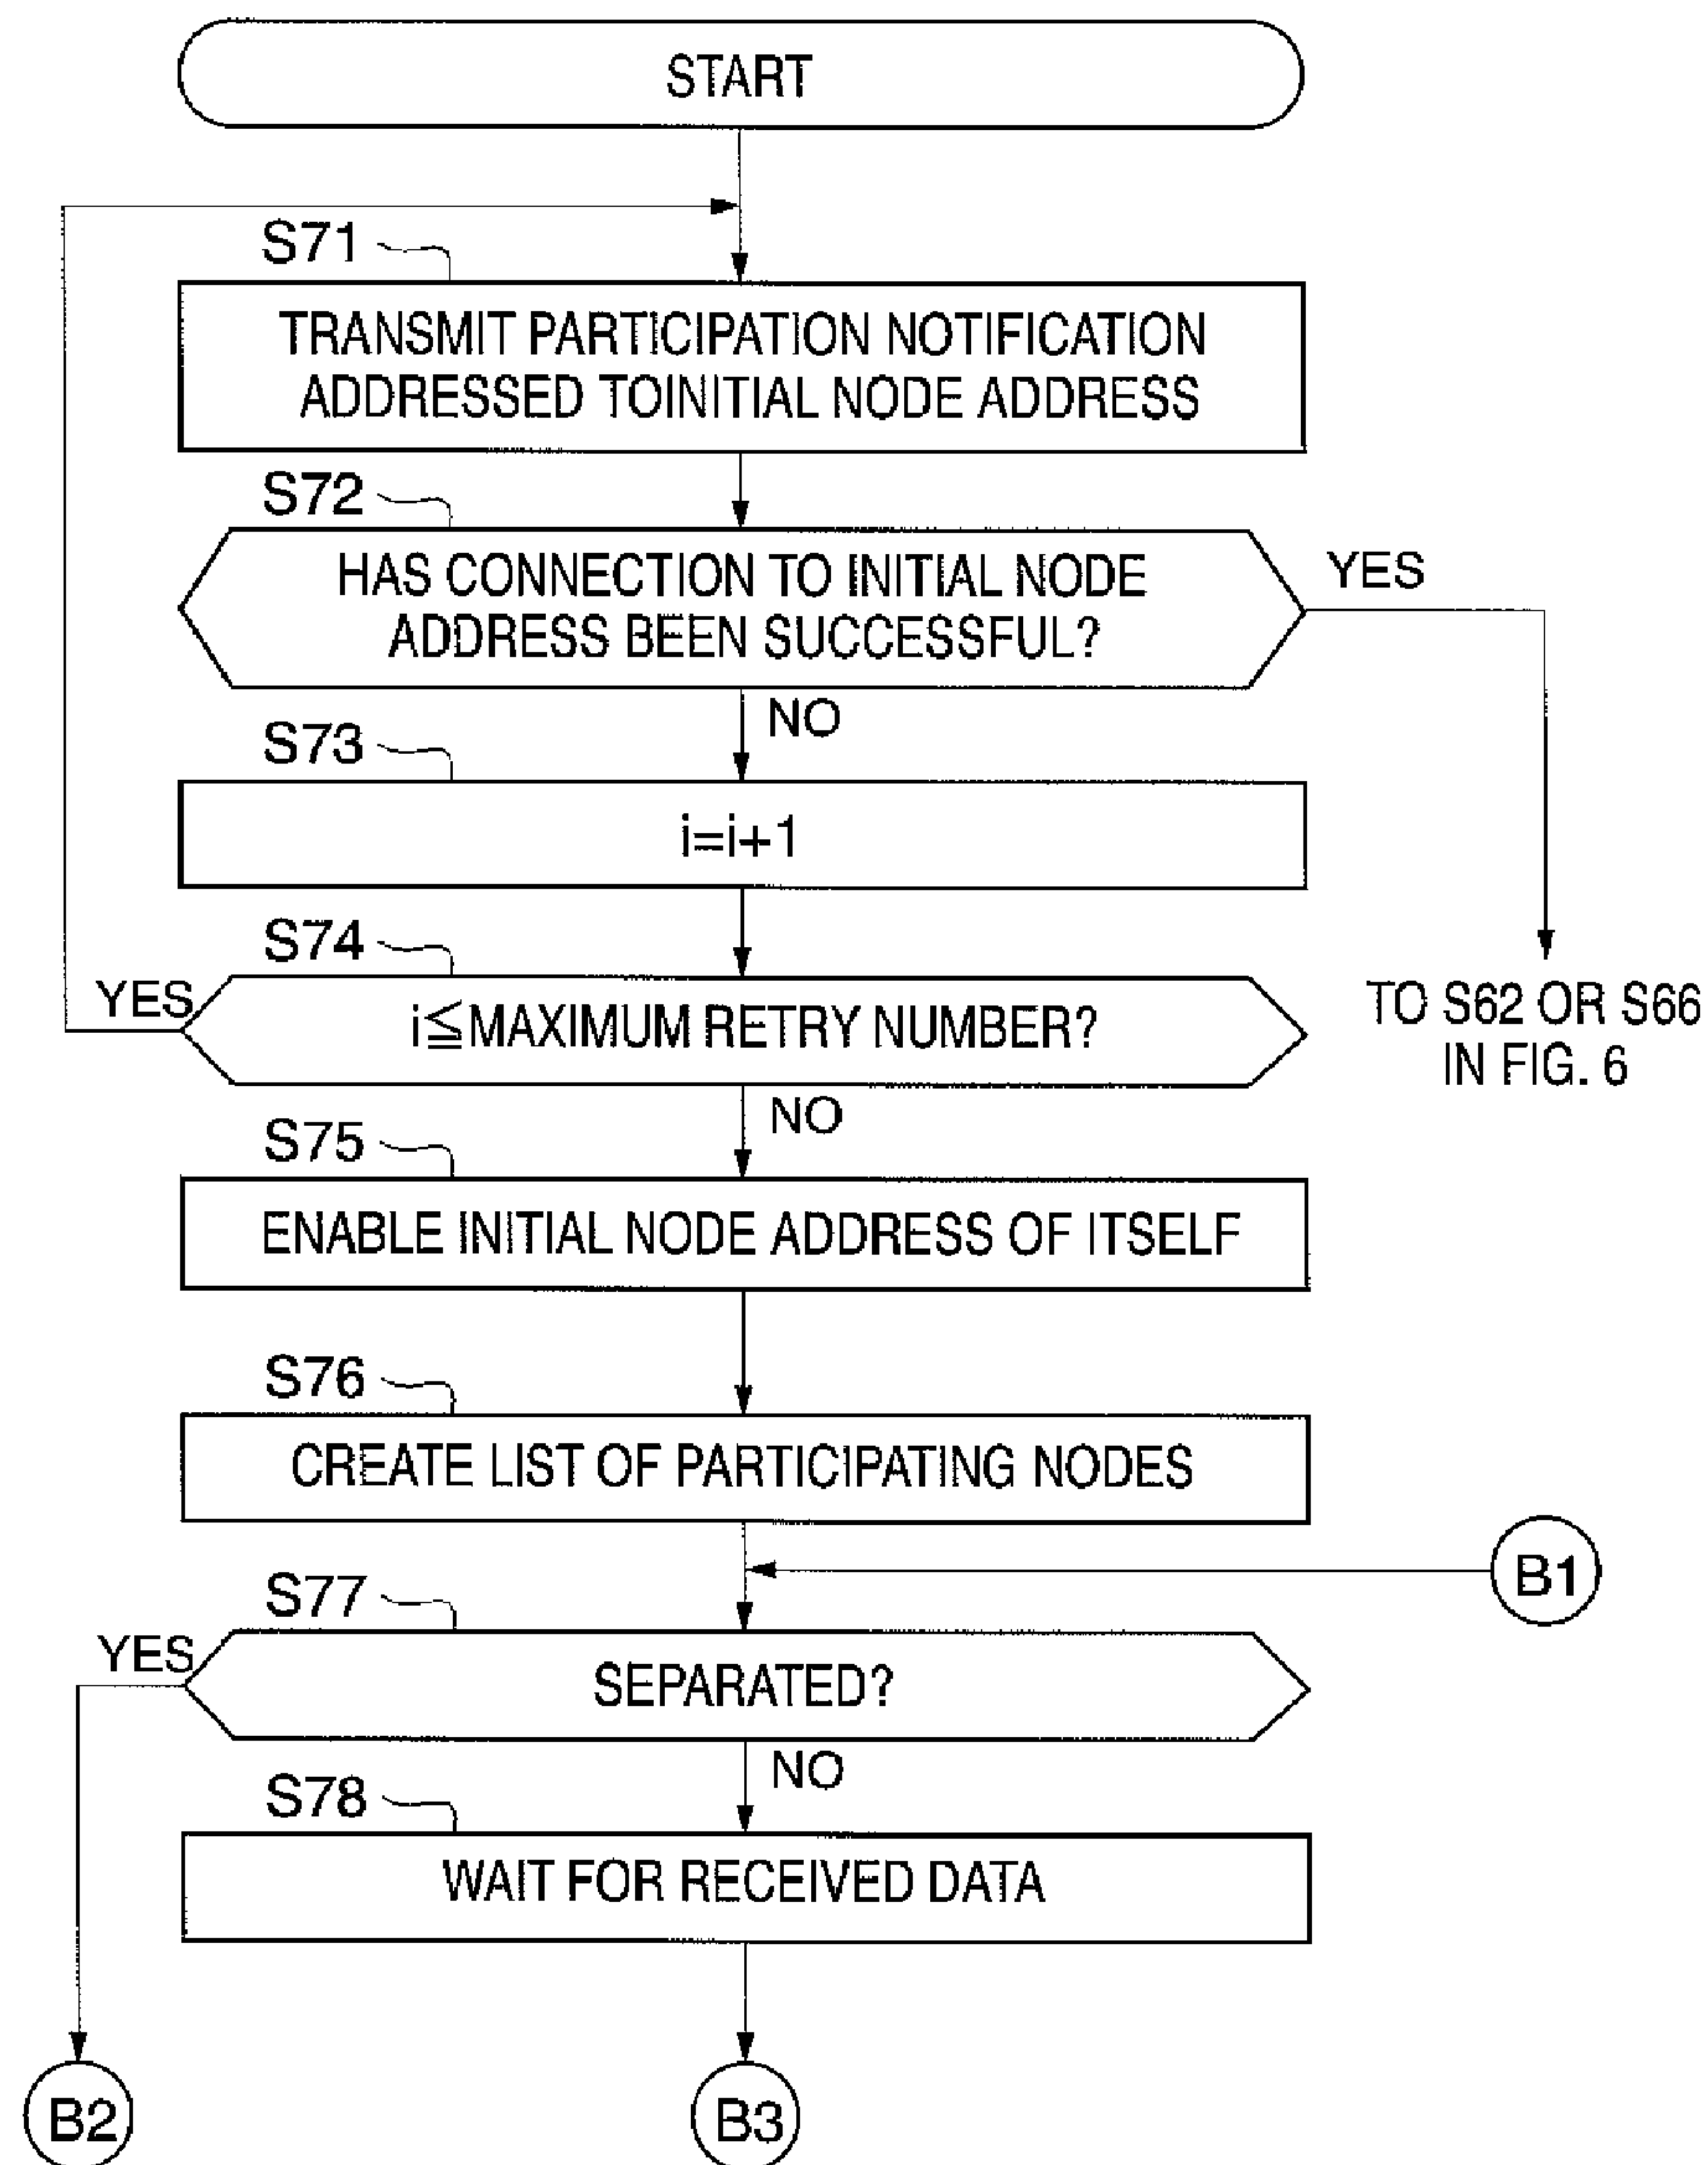 START
S71
TRANSMIT PARTICIPATION NOTIFICATION
ADDRESSED TOINITIAL NODE ADDRESS
S72
HAS CONNECTION TO INITIAL NODE
ADDRESS BEEN SUCCESSFUL?
YES
NO
S73
i=i+1
S74
YES
i≦MAXIMUM RETRY NUMBER?
TO S62 OR S66
IN FIG. 6
NO
S75
ENABLE INITIAL NODE ADDRESS OF ITSELF
S76
CREATE LIST OF PARTICIPATING NODES
B1
S77
YES
SEPARATED?
NO
S78
WAIT FOR RECEIVED DATA
B2
B3